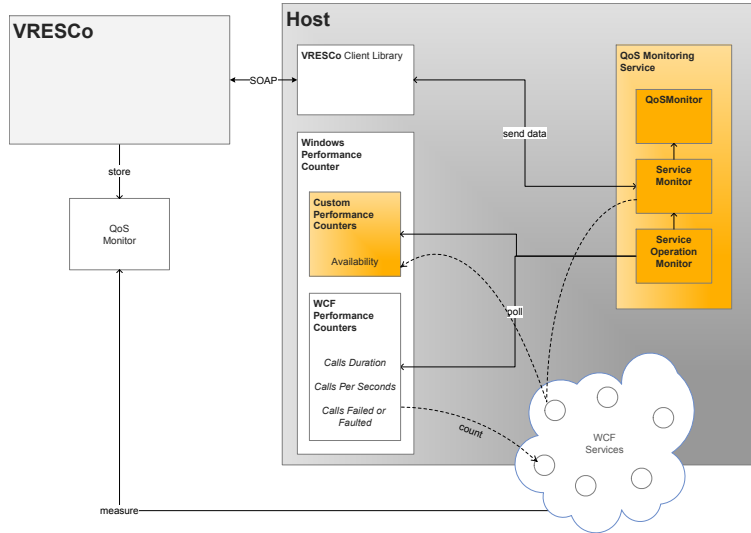 VRESCo
Host
VRESCo Client Library
QoS Monitoring
Service
SOAP
QoSMonitor
send data
Windows
Performance
Counter
store
Service
Monitor
Custom
Performance
Counters
QoS
Monitor
Service
Operation
Monitor
Availability
WCF
Performance
Counters
poll
Calls Duration
Calls Per Seconds
Calls Failed or
Faulted
count
WCF
Services
measure